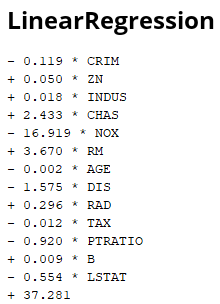 LinearRegression
- 0.119 * CRIM
+ 0.050 * ZN
+ 0.018 * INDUS
+ 2.433 * CHAS
- 16.919 * NOX
+ 3.670 * RM
- 0.002 * AGE
- 1.575 * DIS
+ 0.296 * RAD
- 0.012 * TAX
- 0.920 * PTRATIO
+ 0.009 * B
- 0.554 * LSTAT
+ 37.281